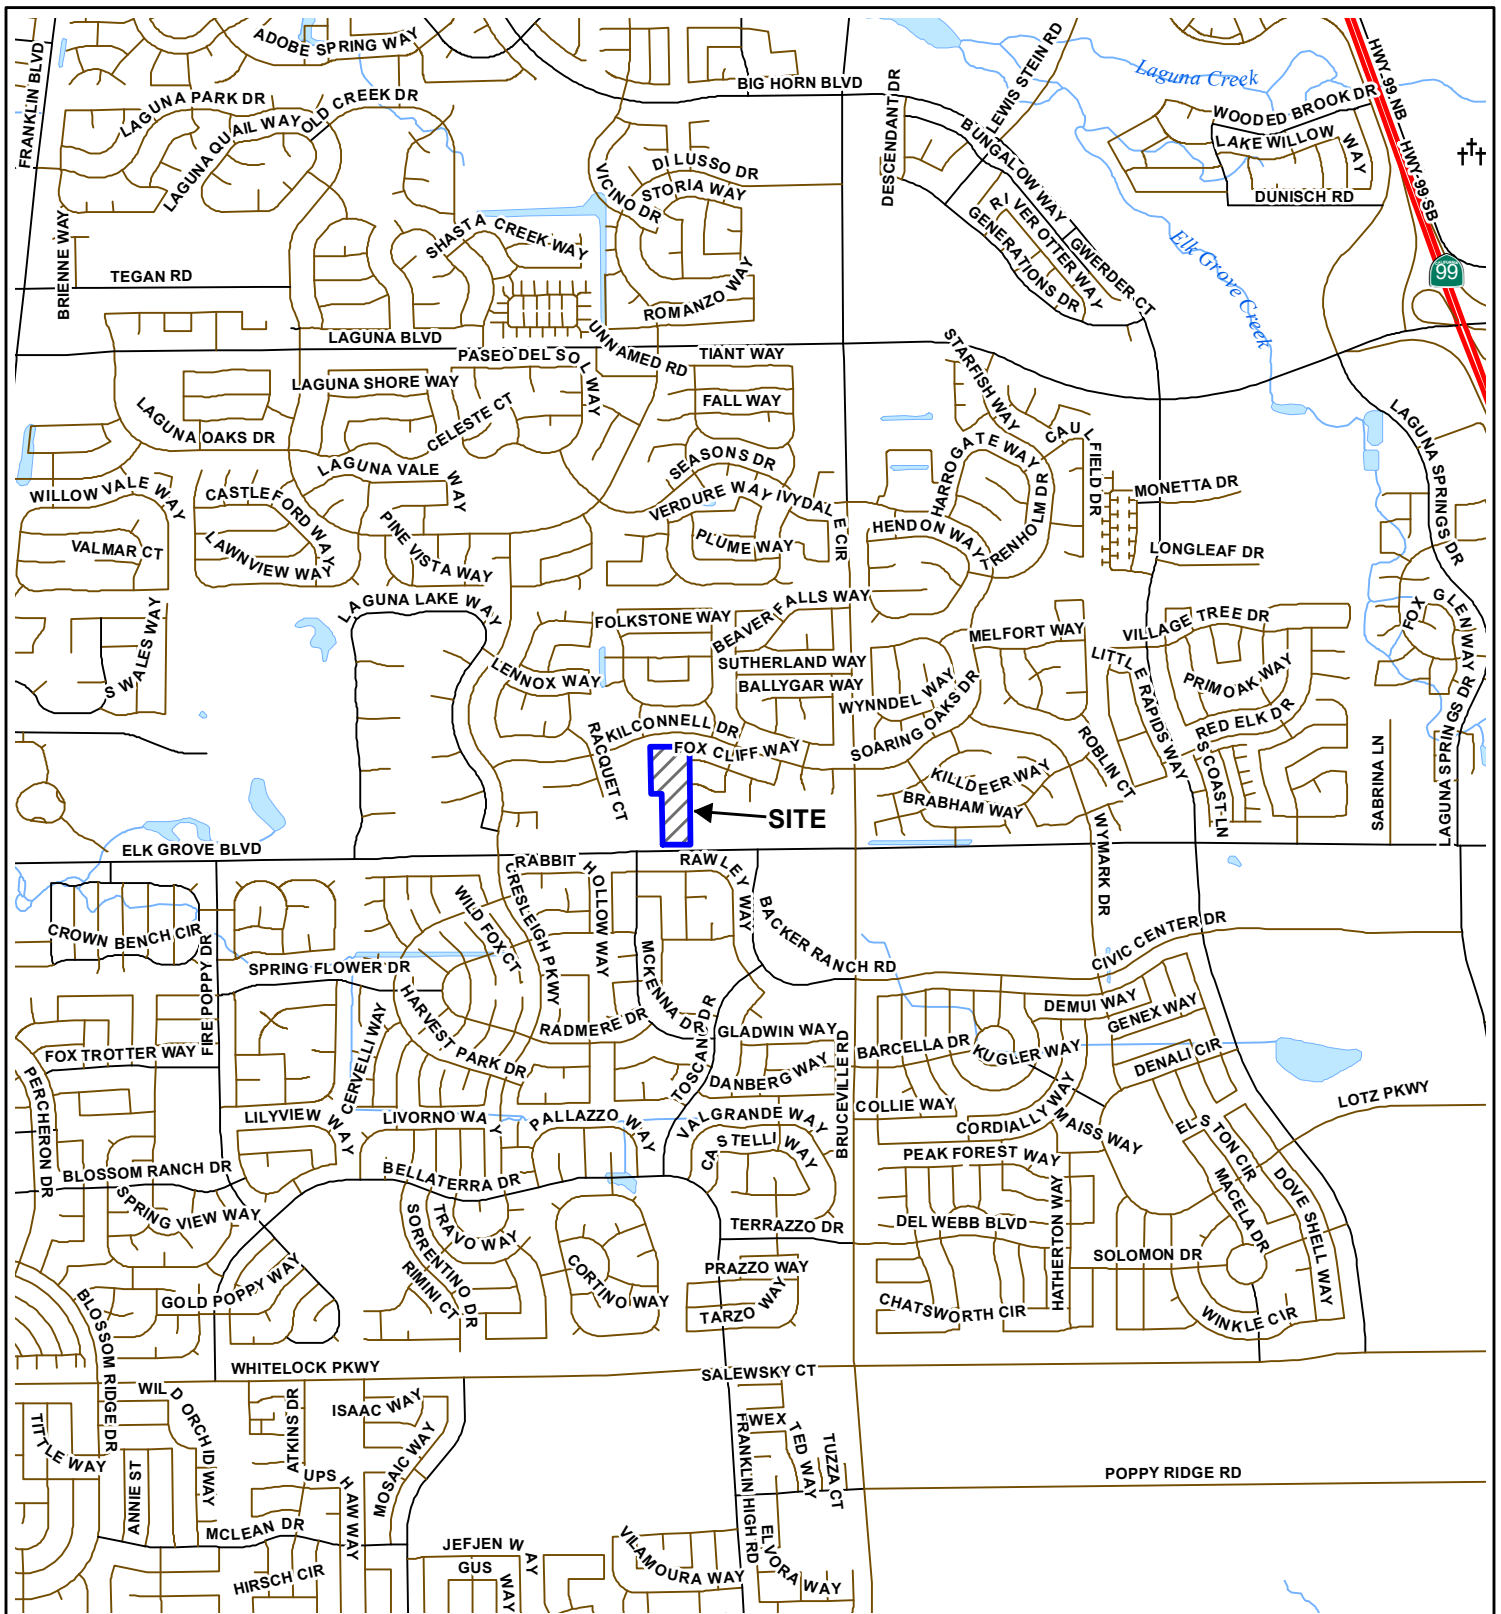 ADOBE SPRING WAY
FRANKLIN BLVD
BIG HORN BLVD
LEWIS STEIN RD
Laguna Creek
HWY-99 NB
HWY-99 SB
WOODED BROOK DR
LAGUNA PARK DR
OLD CREEK DR
LAGUNA QUAIL WAY
DESCENDANT DR
BUNGALOW WAY
LAKE WILLOW WAY
DI LUSSO DR
STORIA WAY
VICINO DR
DUNISCH RD
RIVER OTTER WAY
GENERATIONS DR
GWERDER CT
Elk Grove Creek
BRIENNE WAY
SHASTA CREEK WAY
TEGAN RD
ROMANZO WAY
CALIFORNIA
99
LAGUNA BLVD
UNNAMED RD
PASEO DEL SOL WAY
TIANT WAY
STARFISH WAY
LAGUNA SHORE WAY
CELESTE CT
FALL WAY
LAGUNA OAKS DR
LAGUNA SPRINGS DR
CAULFIELD DR
HARROGATE WAY
LAGUNA VALE WAY
SEASONS DR
WILLOW VALE WAY
CASTLEFORD WAY
VERDURE WAY
IVYDALE CIR
MONETTA DR
TRENHOLM DR
HENDON WAY
PINE VISTA WAY
PLUME WAY
VALMAR CT
LAWNVIEW WAY
LONGLEAF DR
LAGUNA LAKE WAY
BEAVER FALLS WAY
FOLKSTONE WAY
FOX GLEN WAY
S WALES WAY
MELFORT WAY
VILLAGE TREE DR
LENNOX WAY
SUTHERLAND WAY
BALLYGAR WAY
LITTLE RAPIDS WAY
PRIM OAK WAY
WYNNDEL WAY
SOARING OAKS DR
KILCONNELL DR
RACQUET CT
FOX CLIFF WAY
RED ELK DR
ROBLIN CT
S COAST LN
SABRINA LN
LAGUNA SPRINGS DR
KILLDEER WAY
BRABHAM WAY
SITE
WYMARK DR
ELK GROVE BLVD
RABBIT HOLLOW WAY
RAWLEY WAY
CRESLEIGH PKWY
WILD FOX CT
BACKER RANCH RD
CIVIC CENTER DR
CROWN BENCH CIR
FIRE POPPY DR
SPRING FLOWER DR
MCKENNA DR
HARVEST PARK DR
DEMUI WAY
GENEX WAY
CERVELLI WAY
RADMERE DR
TOSCANO DR
GLADWIN WAY
BRUCEVILLE RD
BARCELLA DR
KUGLER WAY
DENALI CIR
FOX TROTTER WAY
PERCHERON DR
DANBERG WAY
LOTZ PKWY
LILYVIEW WAY
LIVORNO WAY
PALLAZZO WAY
VALGRANDE WAY
COLLIE WAY
CORDIALLY WAY
MAISS WAY
ELSTON CIR
CASTELLI WAY
PEAK FOREST WAY
BLOSSOM RANCH DR
BELLATERRA DR
MACELA DR
DOVE SHELL WAY
SPRING VIEW WAY
SORRENTINO DR
TRAVO WAY
TERRAZZO DR
DEL WEBB BLVD
HATHERTON WAY
SOLOMON DR
RIMINI CT
CORTINO WAY
PRAZZO WAY
GOLD POPPY WAY
TARZO WAY
CHATSWORTH CIR
WINKLE CIR
BLOSSOM RIDGE DR
WHITELOCK PKWY
SALEWSKY CT
WILD ORCHID WAY
ATKINS DR
ISAAC WAY
TITTLE WAY
MOSAIC WAY
FRANKLIN HIGH RD
WEXTED WAY
TUZZA CT
ANNIE ST
UPSHAW WAY
POPPY RIDGE RD
MCLEAN DR
JEFJEN WAY
GUS WAY
HIRSCH CIR
VILAMOURA WAY
ELVORA WAY